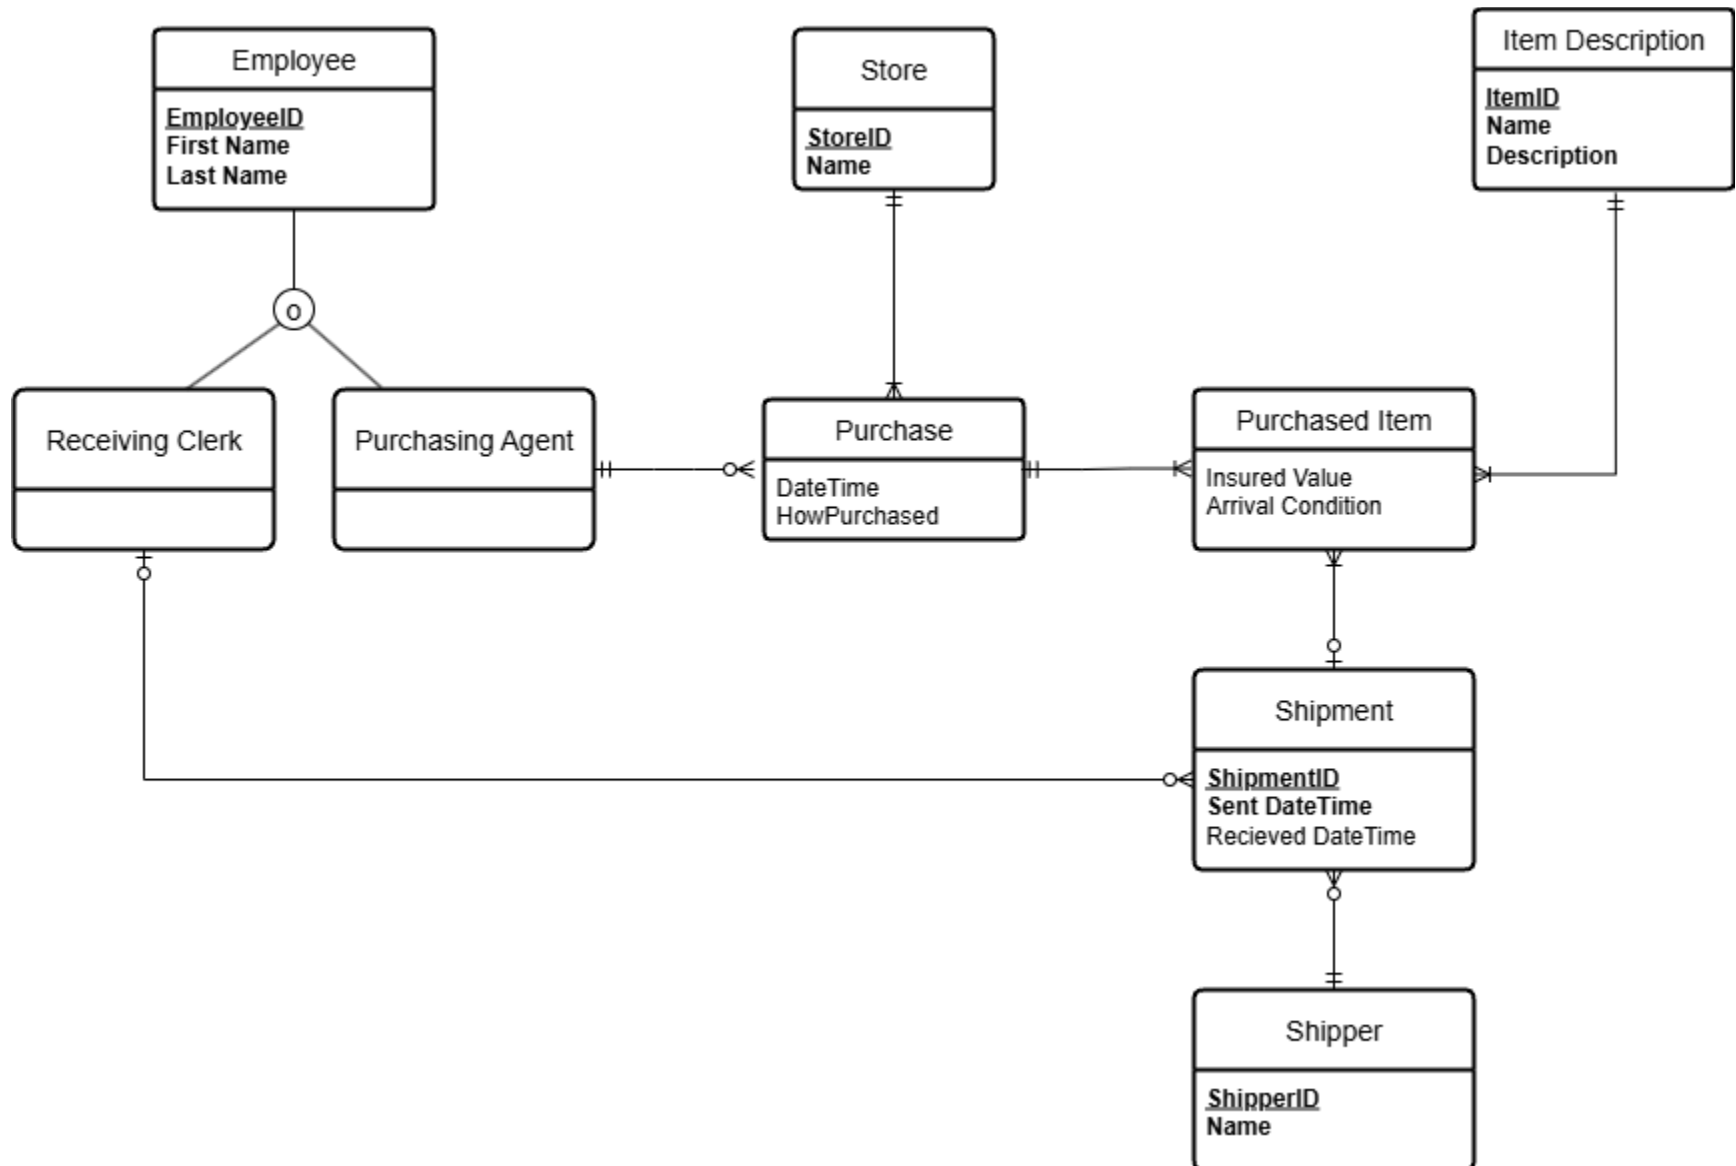 Employee
EmployeeID
First Name
Last Name
Store
StoreID
Name
Item Description
ItemID
Name
Description
o
Receiving Clerk
Purchasing Agent
Purchase
DateTime
HowPurchased
Purchased Item
Insured Value
Arrival Condition
Shipment
ShipmentID
Sent DateTime
Recieved DateTime
Shipper
ShipperID
Name